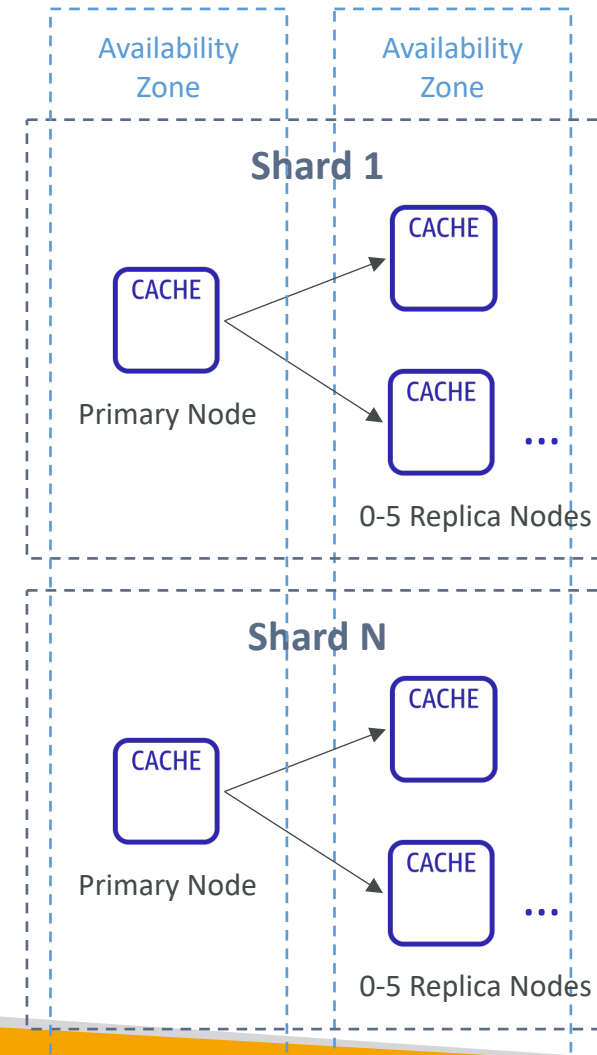 Availability
Zone
Availability
Zone
Shard 1
CACHE
CACHE
Primary Node
CACHE
...
0-5 Replica Nodes
Shard N
CACHE
CACHE
Primary Node
CACHE
...
0-5 Replica Nodes